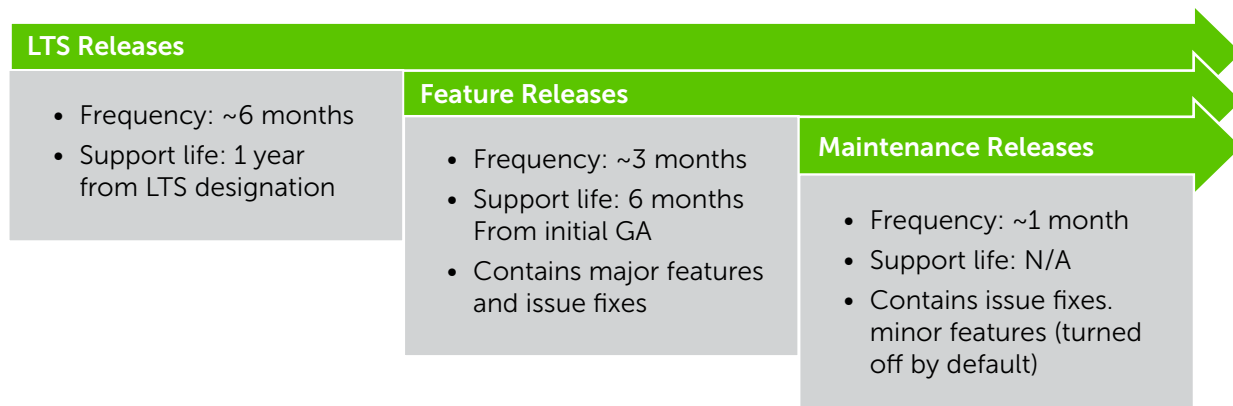 LTS Releases
• Frequency: ~6 months
• Support life: 1 year
from LTS designation
Feature Releases
• Frequency: ~3 months
• Support life: 6 months
From initial GA
• Contains major features
and issue fixes
Maintenance Releases
• Frequency: ~1 month
• Support life: N/A
• Contains issue fixes.
minor features (turned
off by default)